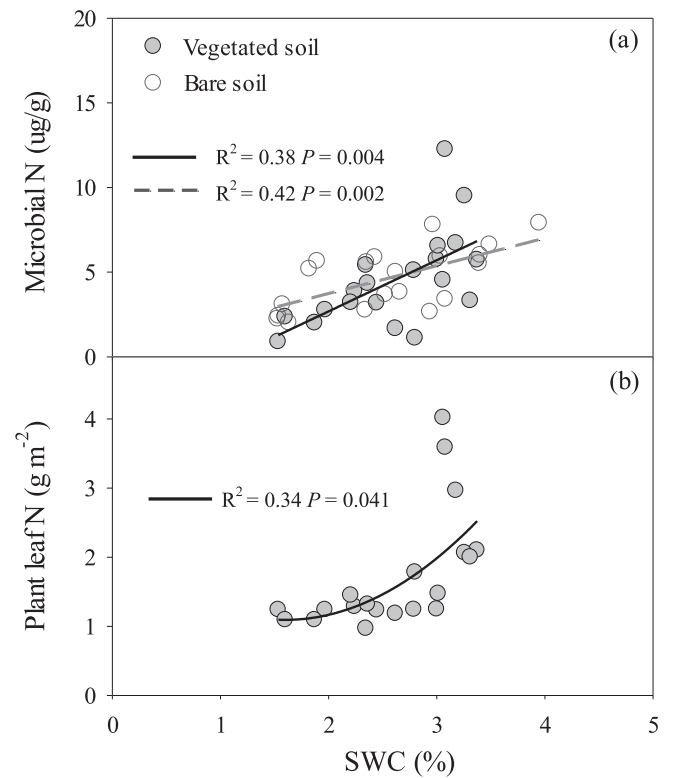 20
(a)
Vegetated soil
Bare soil
15
R² = 0.38 P = 0.004
R² = 0.42 P = 0.002
10
5
0
Microbial N (ug/g)
(b)
4
3
R² = 0.34 P = 0.041
2
1
0
Plant leaf N (g m⁻²)
0 1 2 3 4 5
SWC (%)